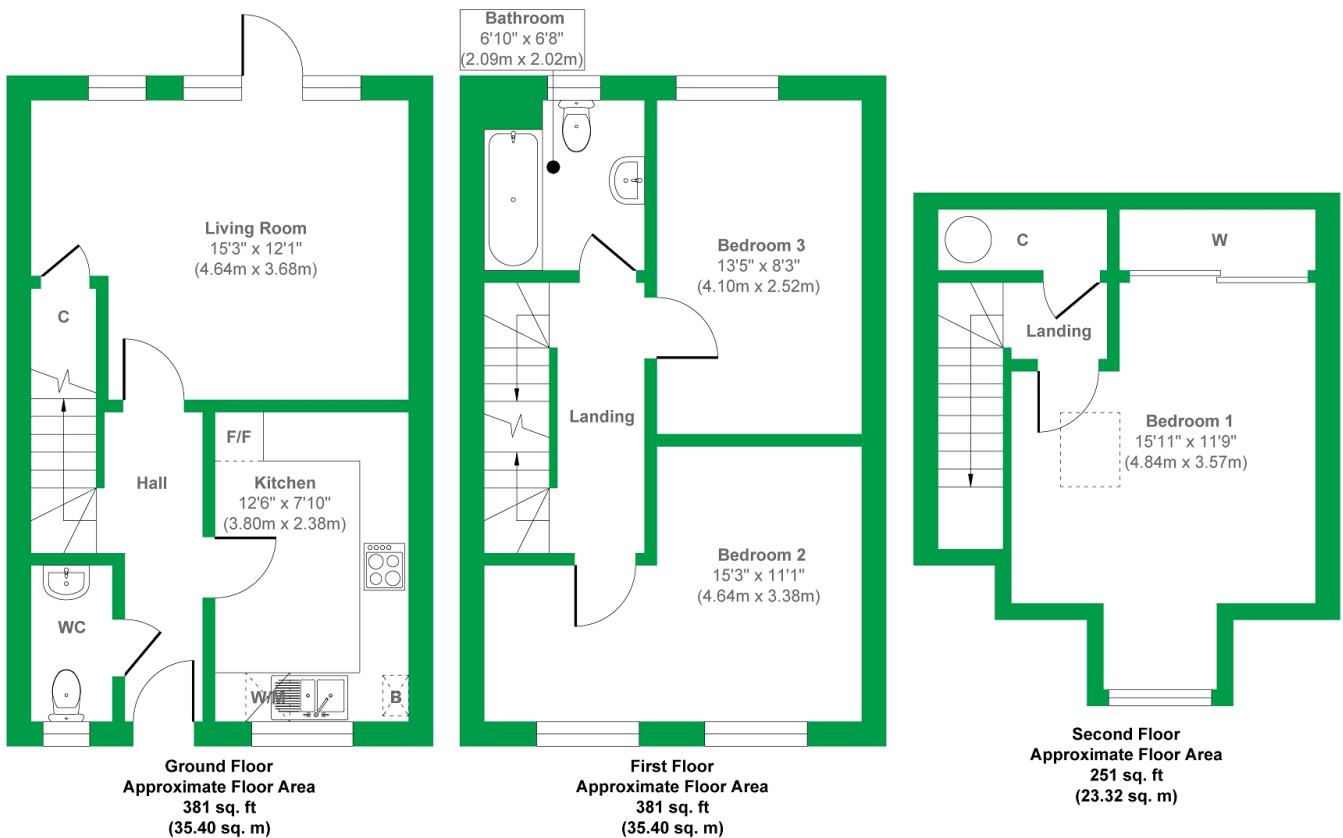 Living Room
15'3" x 12'1"
(4.64m x 3.68m)
C
Hall
F/F
Kitchen
12'6" x 7'10"
(3.80m x 2.38m)
WC
W/M
B
Ground Floor
Approximate Floor Area
381 sq. ft
(35.40 sq. m)
Bathroom
6'10" x 6'8"
(2.09m x 2.02m)
Bedroom 3
13'5" x 8'3"
(4.10m x 2.52m)
Landing
Bedroom 2
15'3" x 11'1"
(4.64m x 3.38m)
First Floor
Approximate Floor Area
381 sq. ft
(35.40 sq. m)
C
W
Landing
Bedroom 1
15'11" x 11'9"
(4.84m x 3.57m)
Second Floor
Approximate Floor Area
251 sq. ft
(23.32 sq. m)